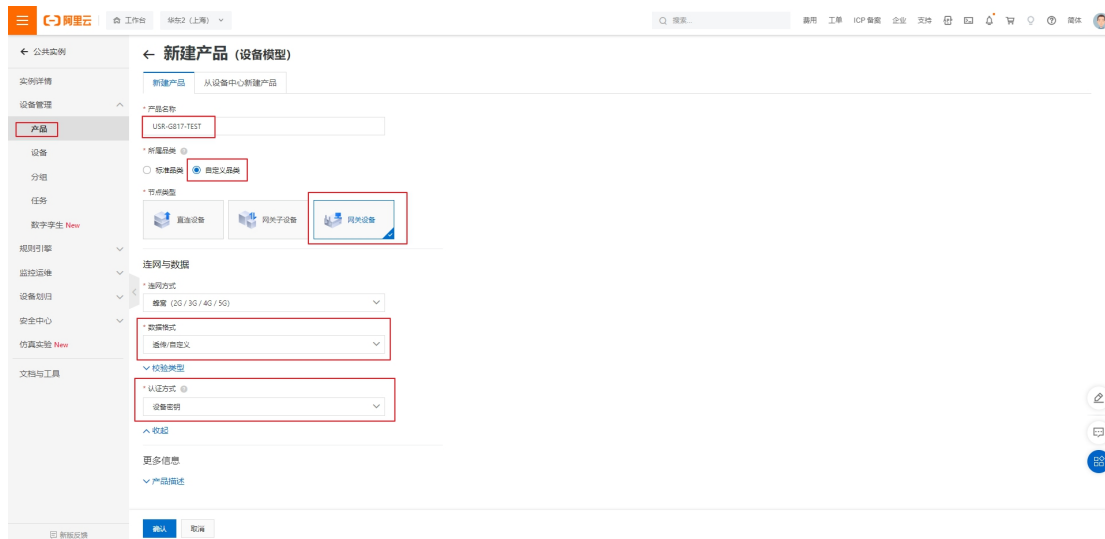 阿里云 工作台 华东2 (上海) 搜索... 费用 工单 ICP 备案 企业 支持 简体
公共实例
实例详情
设备管理
产品
设备
分组
任务
数字孪生 New
规则引擎
监控运维
设备划归
安全中心
仿真实验 New
文档与工具
新版反馈
← 新建产品 (设备模型)
新建产品 从设备中心新建产品
* 产品名称
USR-G817-TEST
* 所属品类
标准品类 自定义品类
* 节点类型
直连设备 网关子设备 网关设备
连网与数据
* 连网方式
蜂窝 (2G / 3G / 4G / 5G)
* 数据格式
透传/自定义
校验类型
* 认证方式
设备密钥
收起
更多信息
产品描述
确认 取消